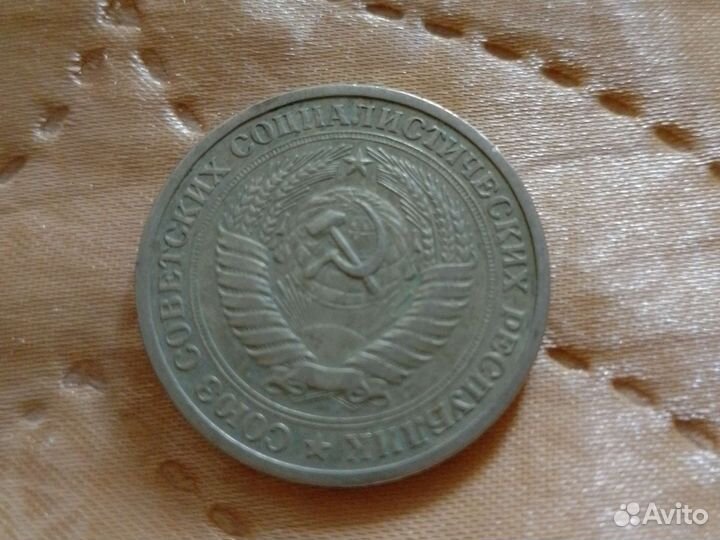 СОЮЗ СОВЕТСКИХ СОЦИАЛИСТИЧЕСКИХ РЕСПУБЛИК ★
Avito